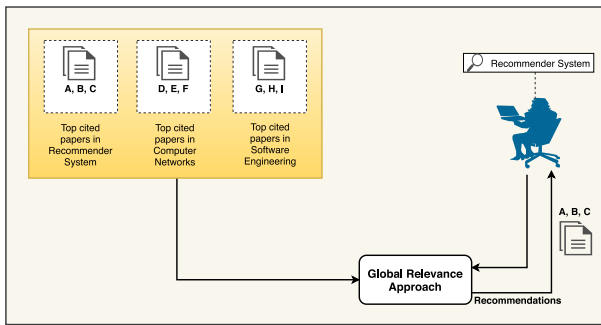 A, B, C
D, E, F
G, H, I
Top cited
papers in
Recommender
System
Top cited
papers in
Computer
Networks
Top cited
papers in
Software
Engineering
Recommender System
A, B, C
Global Relevance
Approach
Recommendations